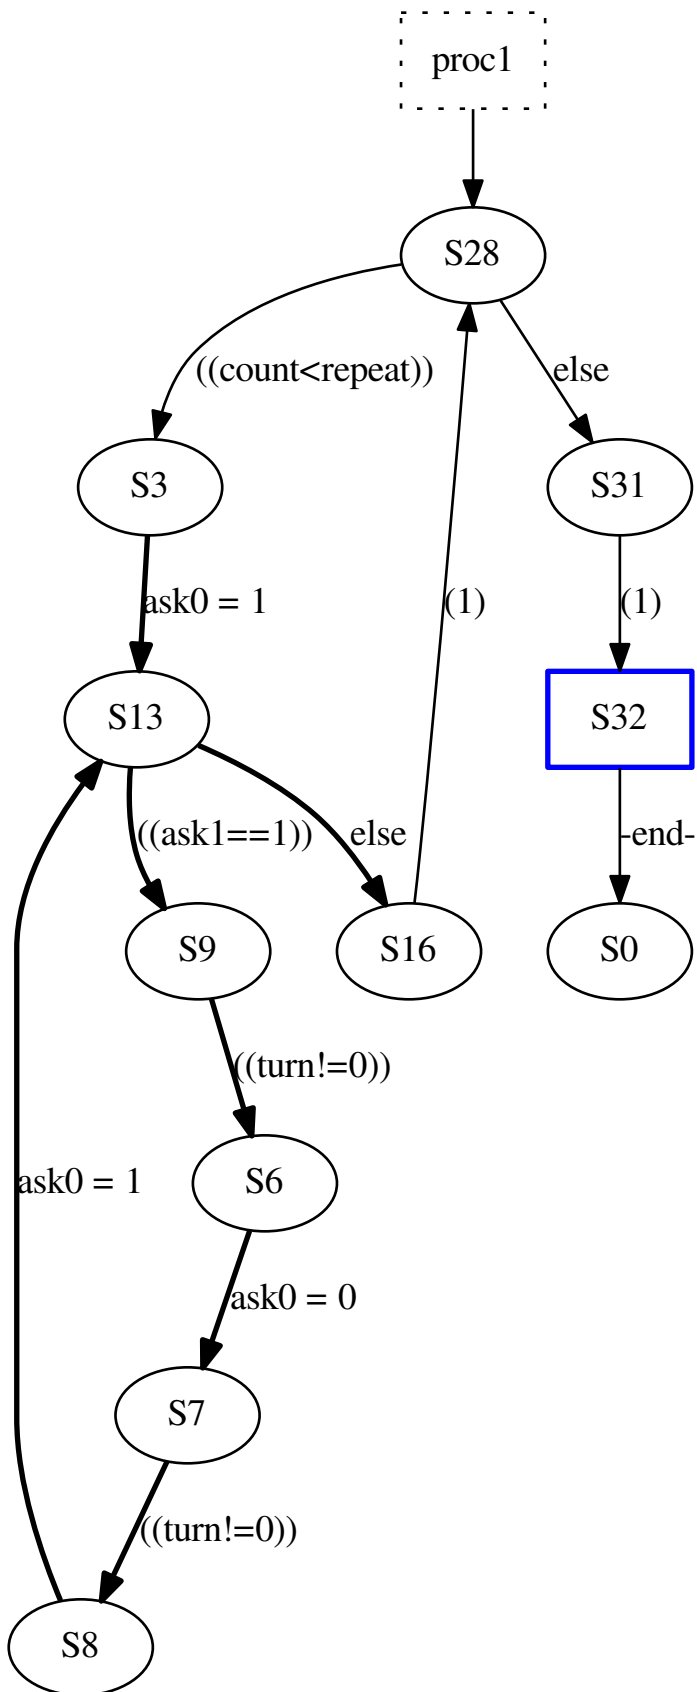 proc1
S28
((count<repeat))
else
S3
S31
ask0 = 1
(1)
(1)
S13
S32
((ask1==1))
else
-end-
S9
S16
S0
((turn!=0))
ask0 = 1
S6
ask0 = 0
S7
((turn!=0))
S8